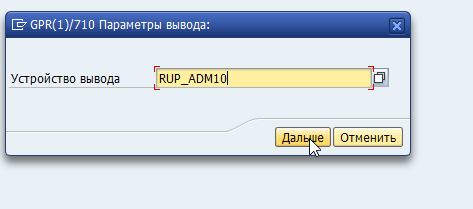 GPR(1)/710 Параметры вывода:
Устройство вывода RUP_ADM10
Дальше Отменить